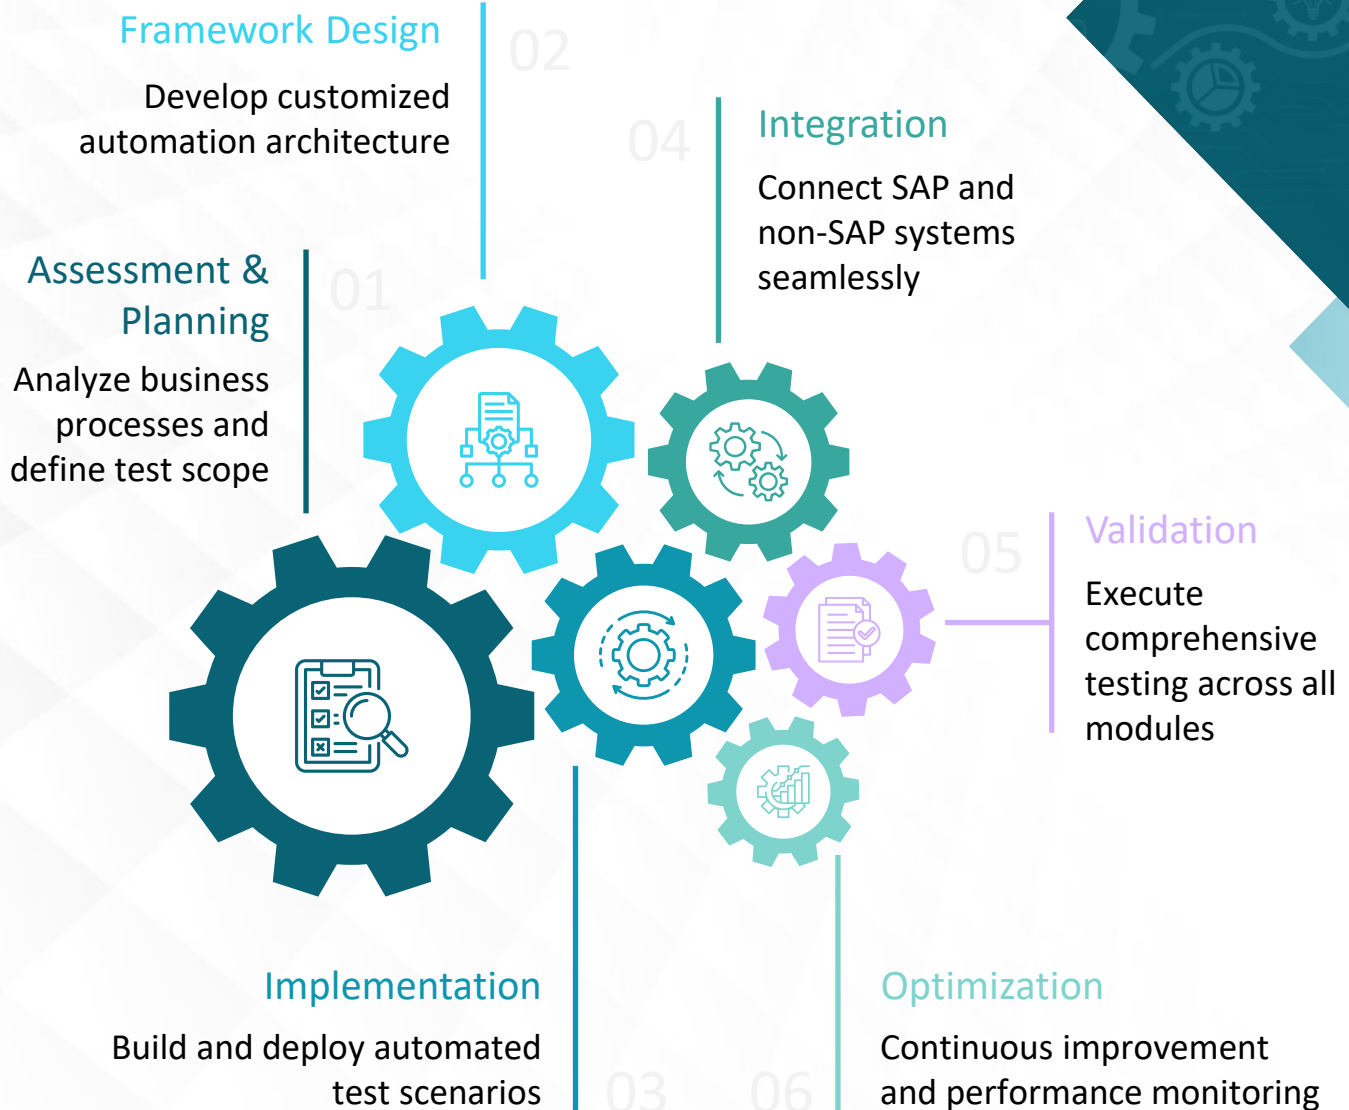 Framework Design
Develop customized
automation architecture
02
04
Integration
Connect SAP and
non-SAP systems
seamlessly
Assessment &
Planning
Analyze business
processes and
define test scope
01
05
Validation
Execute
comprehensive
testing across all
modules
Implementation
Build and deploy automated
test scenarios
03
06
Optimization
Continuous improvement
and performance monitoring